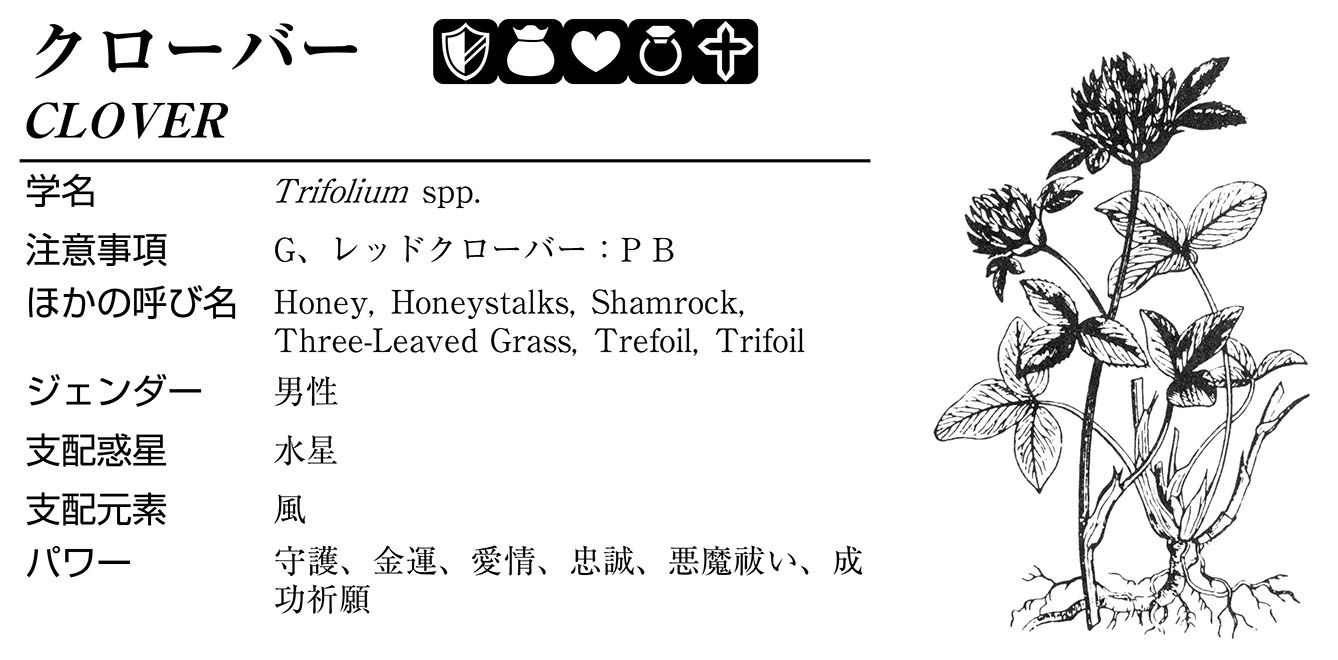 クローバー
CLOVER
学名 Trifolium spp.
注意事項 G、レッドクローバー：P B
ほかの呼び名 Honey, Honeystalks, Shamrock,
Three-Leaved Grass, Trefoil, Trifoil
ジェンダー 男性
支配惑星 水星
支配元素 風
パワー 守護、金運、愛情、忠誠、悪魔祓い、成
功祈願